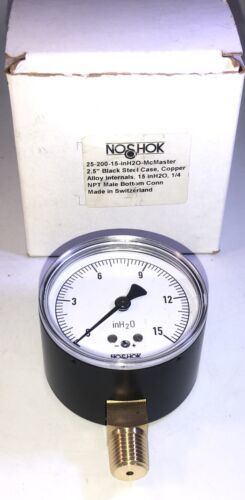 NOSHOK
25-200-15-inH2O-McMaster
2.5" Black Steel Case, Copper
Alloy Internals, 15 inH2O, 1/4
NPT Male Bottom Conn
Made in Switzerland
6 9
3 12
0 15
inH₂O
- +
NOSHOK